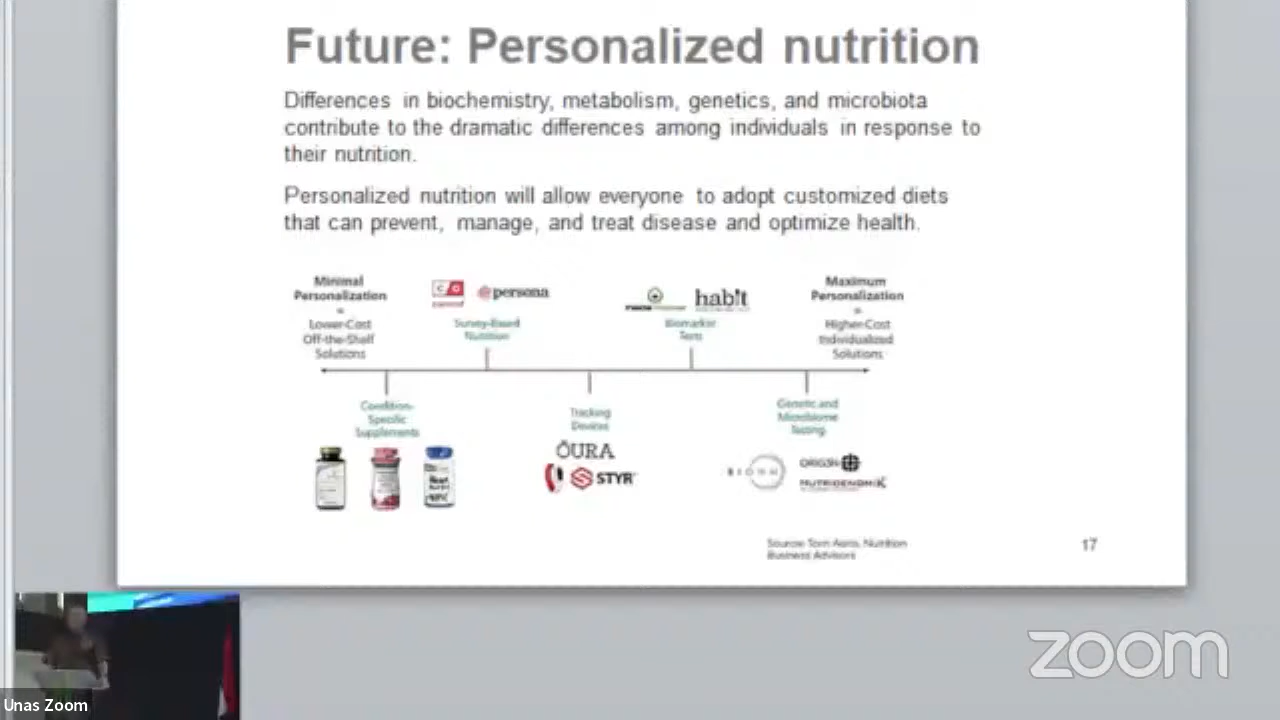 Future: Personalized nutrition
Differences in biochemistry, metabolism, genetics, and microbiota
contribute to the dramatic differences among individuals in response to
their nutrition.
Personalized nutrition will allow everyone to adopt customized diets
that can prevent, manage, and treat disease and optimize health.
Minimal
Personalization
=
Lower-Cost
Off-the-Shelf
Solutions
persona
Survey-Based
Nutrition
habit
Biomarker
Tests
Maximum
Personalization
=
Higher-Cost
Individualized
Solutions
Condition-
Specific
Supplements
Tracking
Devices
ŌURA
STYR
Genetic and
Microbiome
Testing
ORIG3N
NUTRIGENOMIX
Source: Tom Aarts, Nutrition
Business Advisors
17
zoom
Unas Zoom